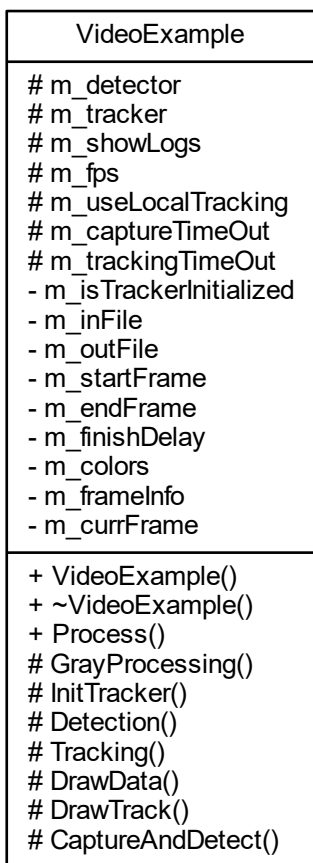 VideoExample
# m_detector
# m_tracker
# m_showLogs
# m_fps
# m_useLocalTracking
# m_captureTimeOut
# m_trackingTimeOut
- m_isTrackerInitialized
- m_inFile
- m_outFile
- m_startFrame
- m_endFrame
- m_finishDelay
- m_colors
- m_frameInfo
- m_currFrame
+ VideoExample()
+ ~VideoExample()
+ Process()
# GrayProcessing()
# InitTracker()
# Detection()
# Tracking()
# DrawData()
# DrawTrack()
# CaptureAndDetect()